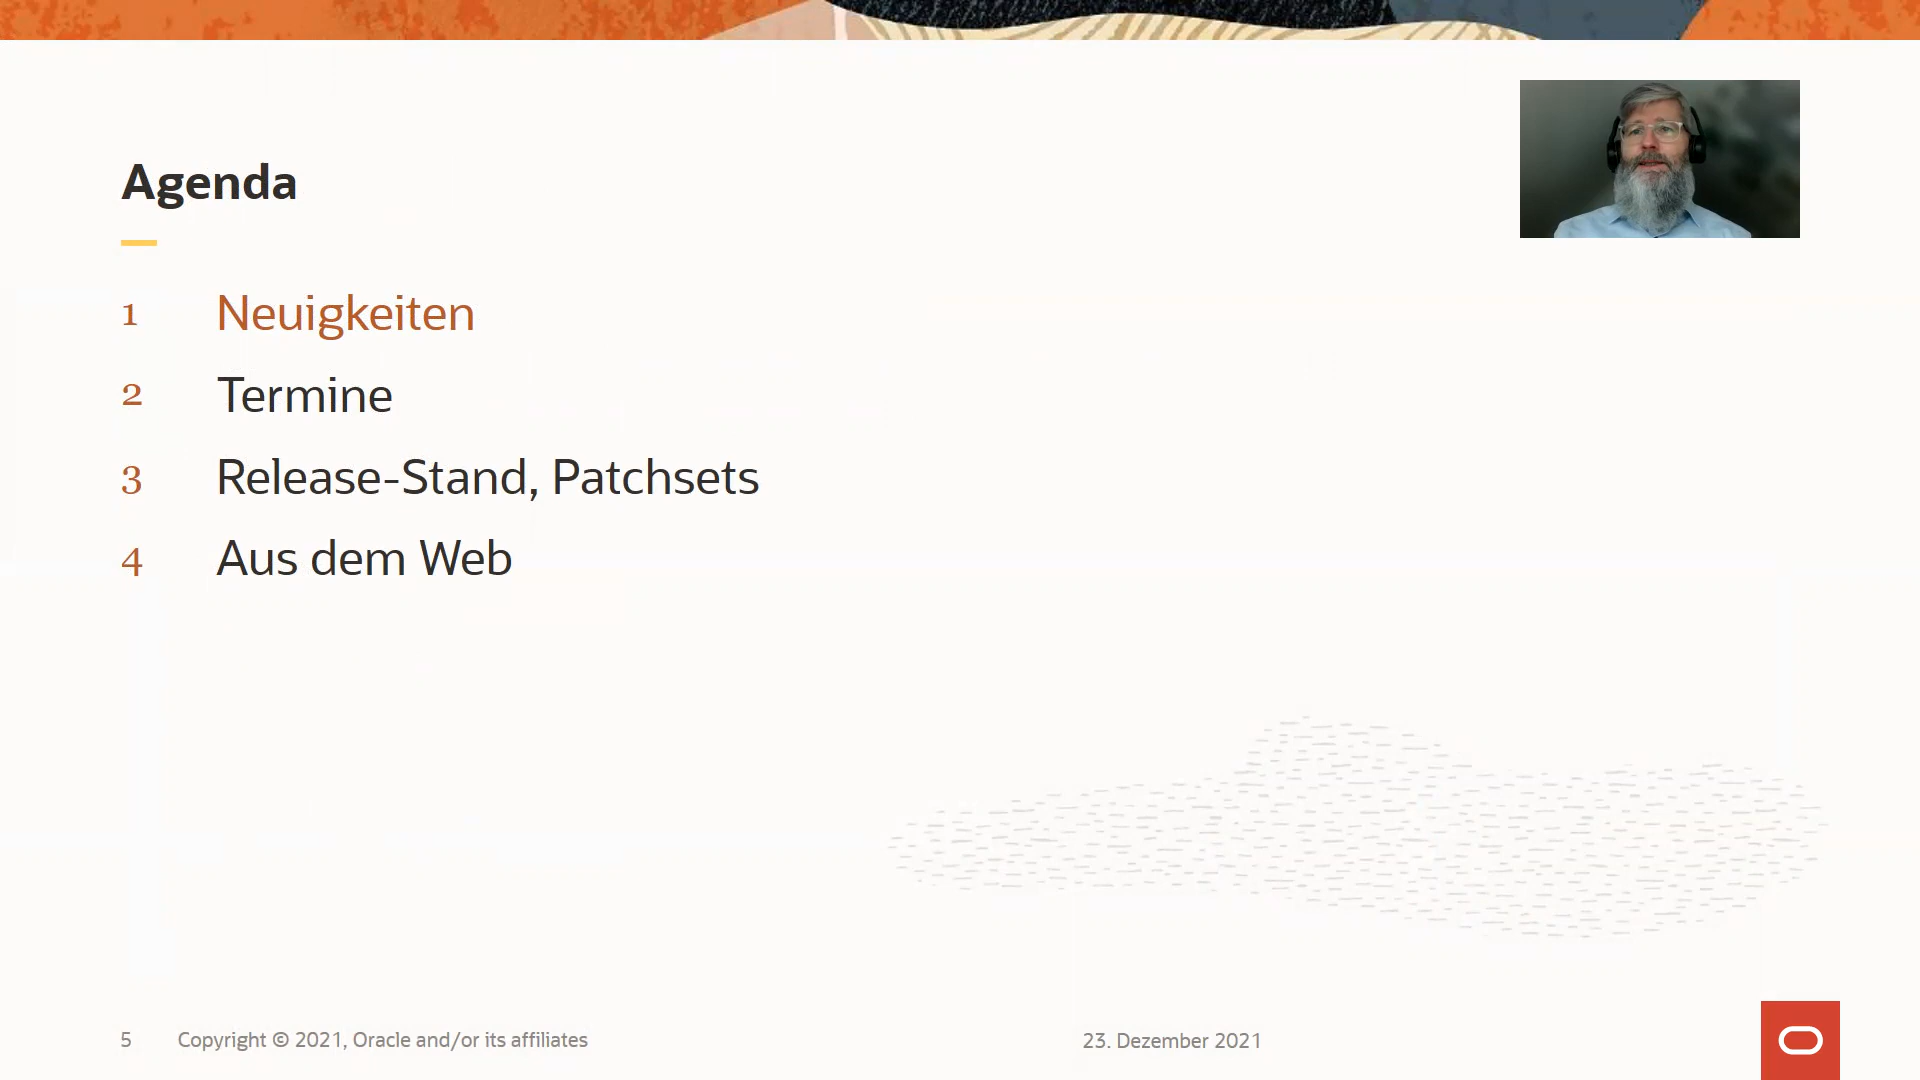 Agenda
1 Neuigkeiten
2 Termine
3 Release-Stand, Patchsets
4 Aus dem Web
5 Copyright © 2021, Oracle and/or its affiliates 23. Dezember 2021